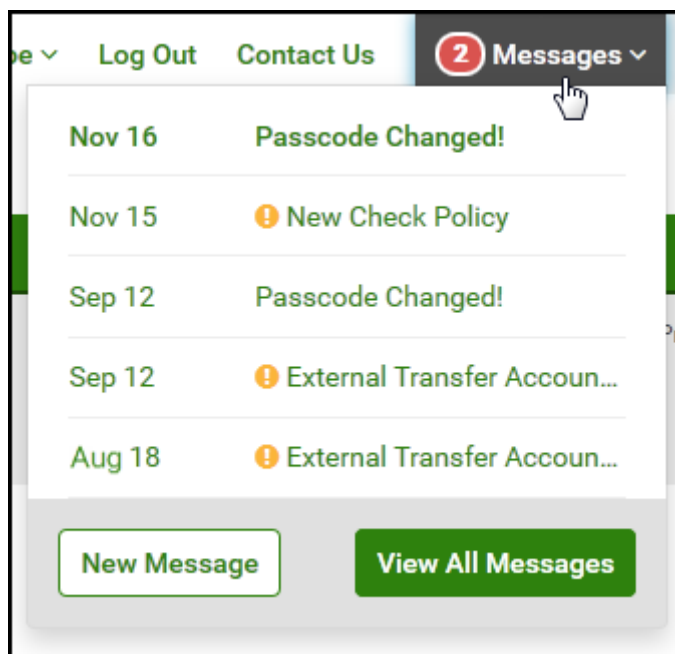 Log Out Contact Us 2 Messages
Nov 16 Passcode Changed!
Nov 15 New Check Policy
Sep 12 Passcode Changed!
Sep 12 External Transfer Accoun...
Aug 18 External Transfer Accoun...
New Message View All Messages